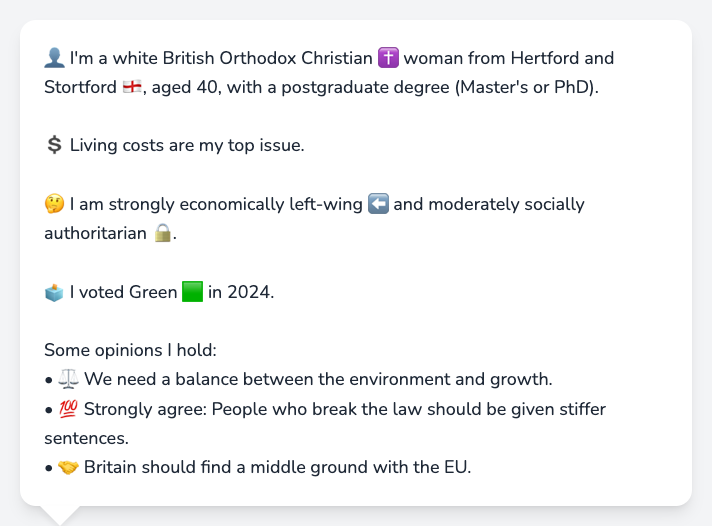 👤 I'm a white British Orthodox Christian ✝️ woman from Hertford and
Stortford 🏴󠁧󠁢󠁥󠁮󠁧󠁿, aged 40, with a postgraduate degree (Master's or PhD).
💲 Living costs are my top issue.
🤔 I am strongly economically left-wing ⬅️ and moderately socially
authoritarian 🔒.
🗳️ I voted Green 🟩 in 2024.
Some opinions I hold:
• ⚖️ We need a balance between the environment and growth.
• 💯 Strongly agree: People who break the law should be given stiffer
sentences.
• 🤝 Britain should find a middle ground with the EU.